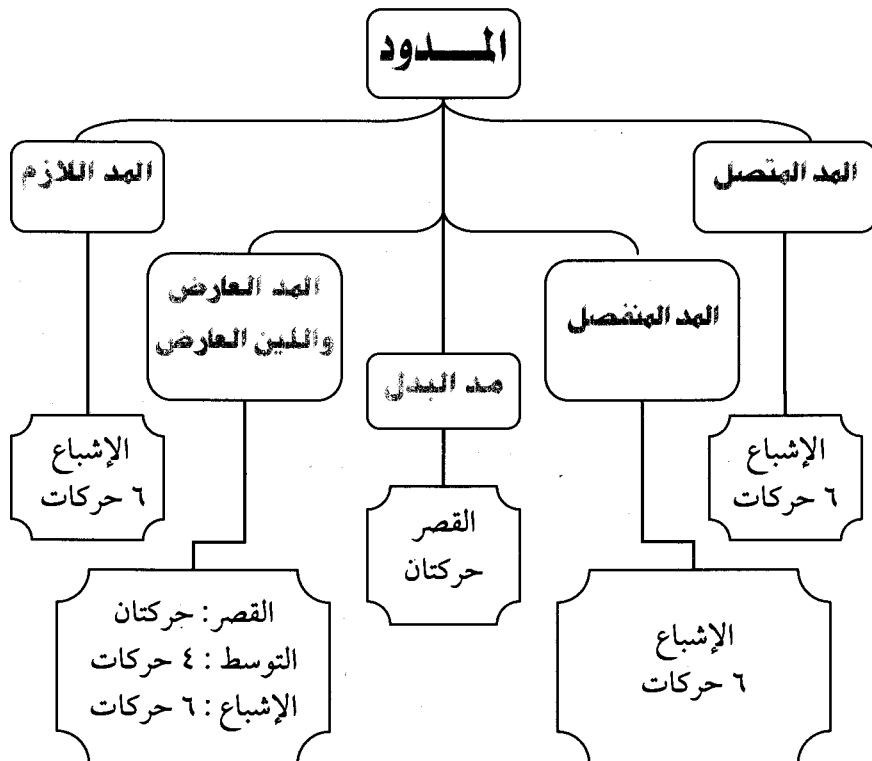 المـــدود
المد المتصل
المد اللازم
المد المنفصل
المد العارض
واللين العارض
مد البدل
الإشباع
٦ حركات
الإشباع
٦ حركات
القصر
حركتان
الإشباع
٦ حركات
القصر : حركتان
التوسط : ٤ حركات
الإشباع : ٦ حركات